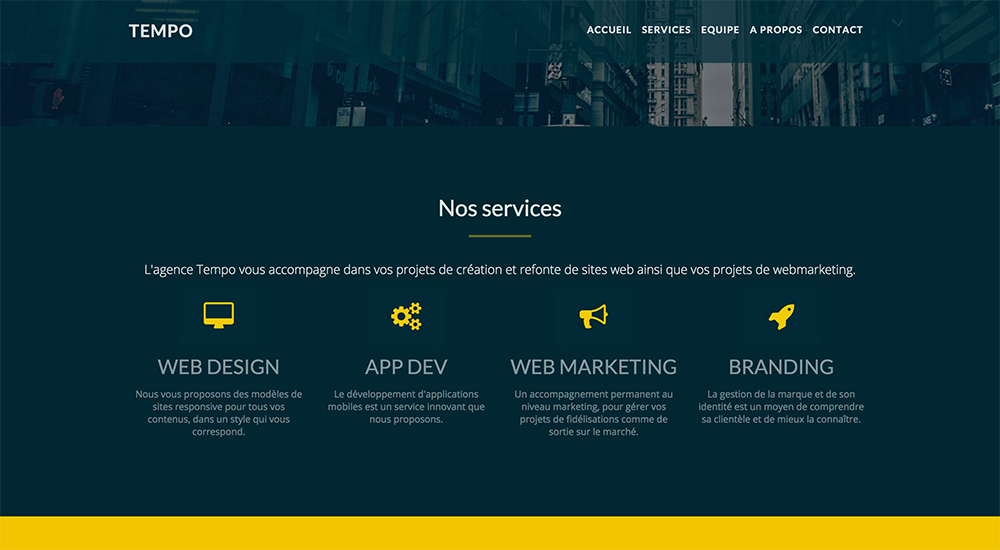 TEMPO
ACCUEIL SERVICES EQUIPE A PROPOS CONTACT
Nos services
L'agence Tempo vous accompagne dans vos projets de création et refonte de sites web ainsi que vos projets de webmarketing.
WEB DESIGN
Nous vous proposons des modèles de
sites responsive pour tous vos
contenus, dans un style qui vous
correspond.
APP DEV
Le développement d'applications
mobiles est un service innovant que
nous proposons.
WEB MARKETING
Un accompagnement permanent au
niveau marketing, pour gérer vos
projets de fidélisations comme de
sortie sur le marché.
BRANDING
La gestion de la marque et de son
identité est un moyen de comprendre
sa clientèle et de mieux la connaître.